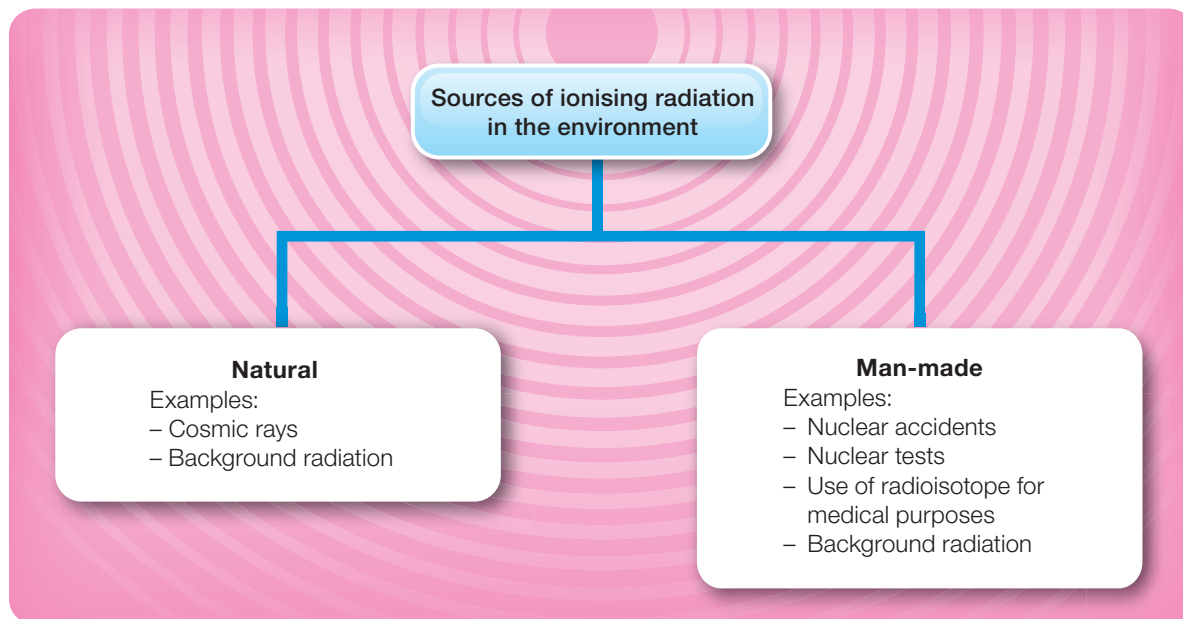 Sources of ionising radiation
in the environment
Natural
Examples:
– Cosmic rays
– Background radiation
Man-made
Examples:
– Nuclear accidents
– Nuclear tests
– Use of radioisotope for
medical purposes
– Background radiation